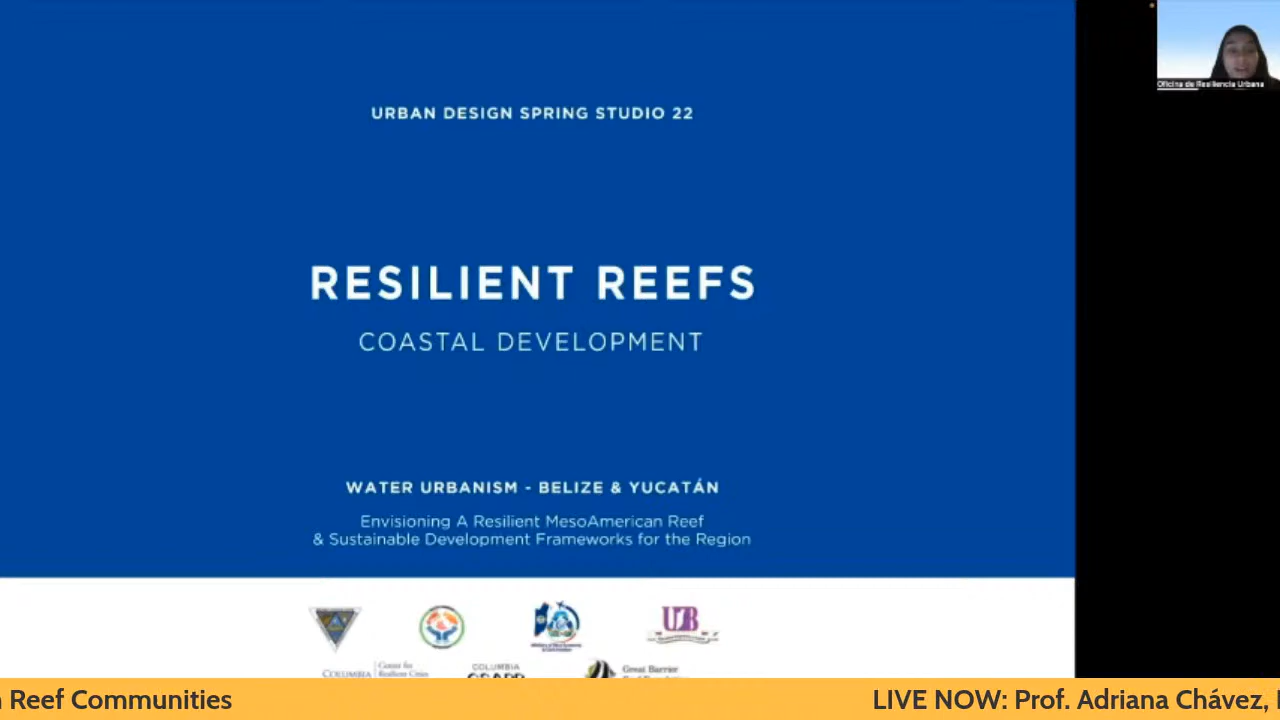 URBAN DESIGN SPRING STUDIO 22
RESILIENT REEFS
COASTAL DEVELOPMENT
WATER URBANISM - BELIZE & YUCATÁN
Envisioning A Resilient MesoAmerican Reef
& Sustainable Development Frameworks for the Region
Oficina de Resiliencia Urbana
UB
COLUMBIA
Center for
Resilient Cities
COLUMBIA
GSAPP
Great Barrier
Reef Communities
LIVE NOW: Prof. Adriana Chávez,